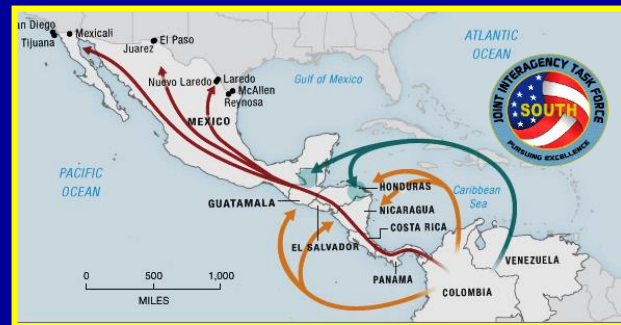 an Diego
Tijuana
Mexicali
El Paso
Juarez
Nuevo Laredo
Laredo
McAllen
Reynosa
MEXICO
Gulf of Mexico
ATLANTIC
OCEAN
JOINT INTERAGENCY TASK FORCE
SOUTH
PURSUING EXCELLENCE
PACIFIC
OCEAN
GUATAMALA
HONDURAS
Caribbean
Sea
NICARAGUA
COSTA RICA
EL SALVADOR
PANAMA
VENEZUELA
COLOMBIA
0 500 1,000
MILES